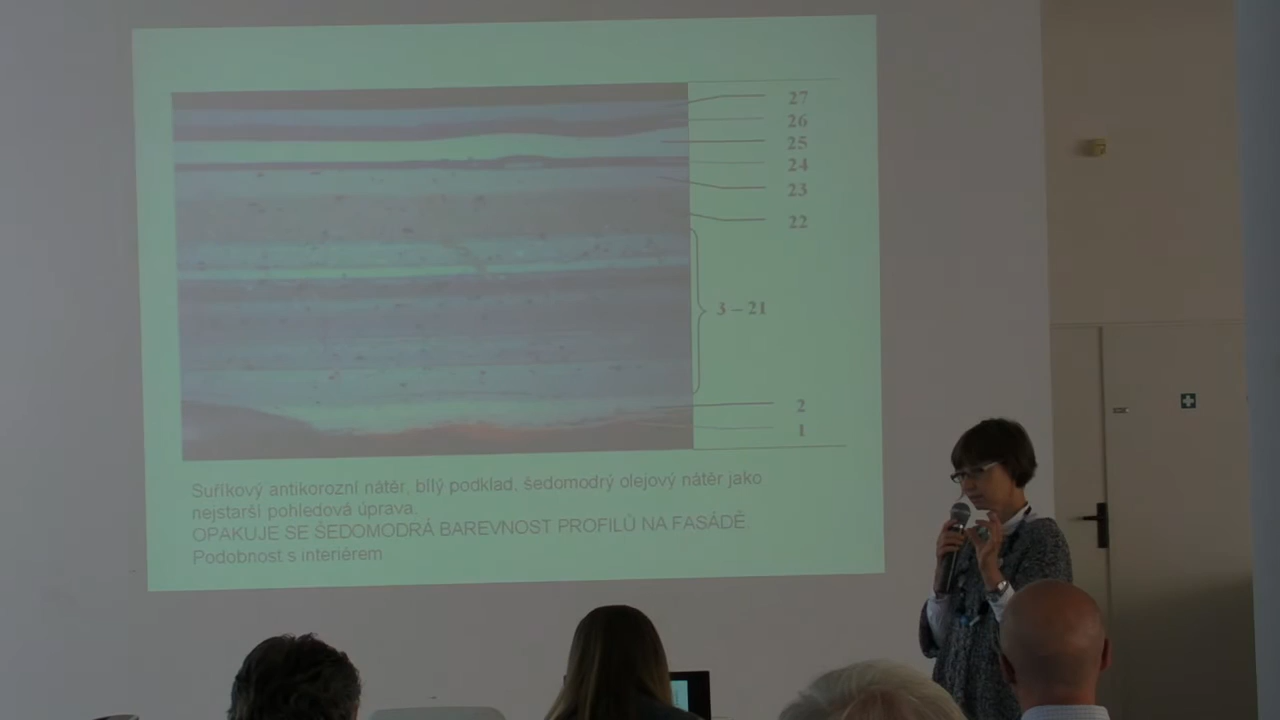 27
26
25
24
23
22
3 – 21
2
1
Suříkový antikorozní nátěr, bílý podklad, šedomodrý olejový nátěr jako
nejstarší pohledová úprava.
OPAKUJE SE ŠEDOMODRÁ BAREVNOST PROFILŮ NA FASÁDĚ
Podobnost s interiérem